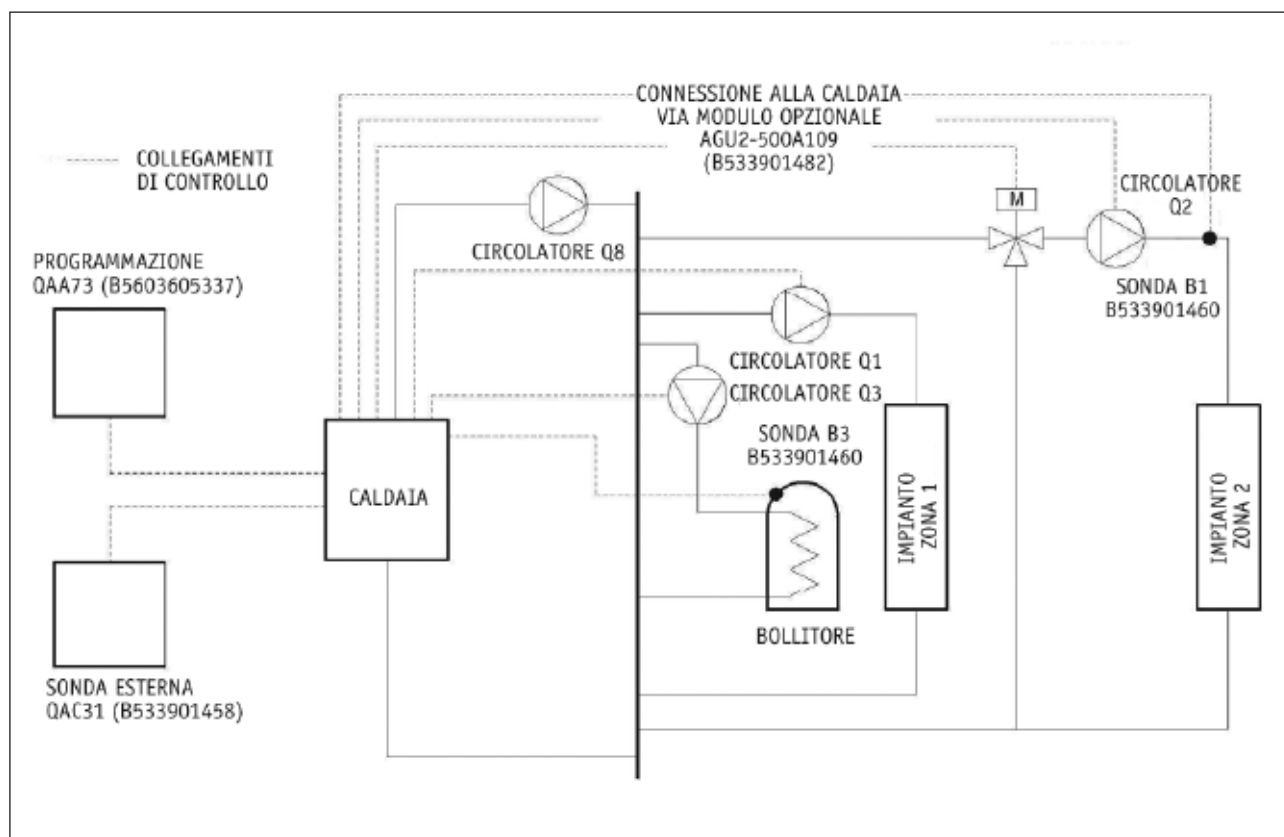 CONNESSIONE ALLA CALDAIA
VIA MODULO OPZIONALE
AGU2-500A109
(B533901482)
COLLEGAMENTI
DI CONTROLLO
M
CIRCOLATORE
Q2
CIRCOLATORE Q8
PROGRAMMAZIONE
QAA73 (B5603605337)
SONDA B1
B533901460
CIRCOLATORE Q1
CIRCOLATORE Q3
SONDA B3
B533901460
CALDAIA
IMPIANTO
ZONA 1
IMPIANTO
ZONA 2
BOLLITORE
SONDA ESTERNA
QAC31 (B533901458)